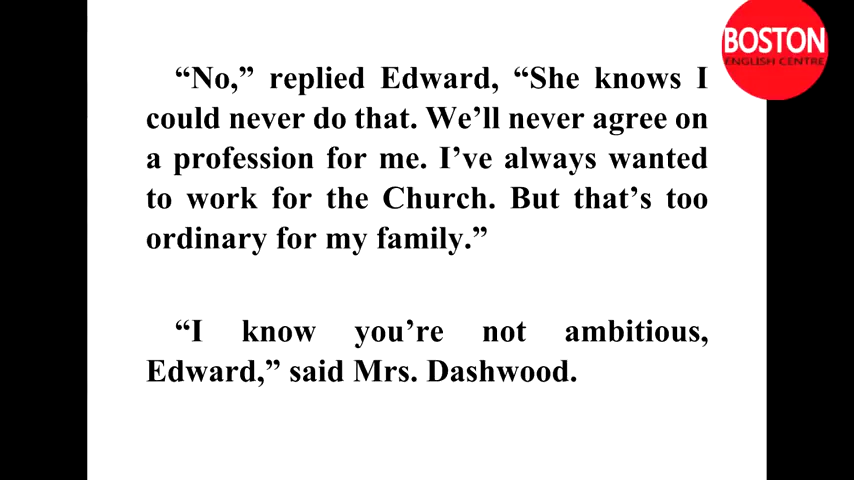 BOSTON
ENGLISH CENTRE
“No,” replied Edward, “She knows I
could never do that. We’ll never agree on
a profession for me. I’ve always wanted
to work for the Church. But that’s too
ordinary for my family.”
“I know you’re not ambitious,
Edward,” said Mrs. Dashwood.